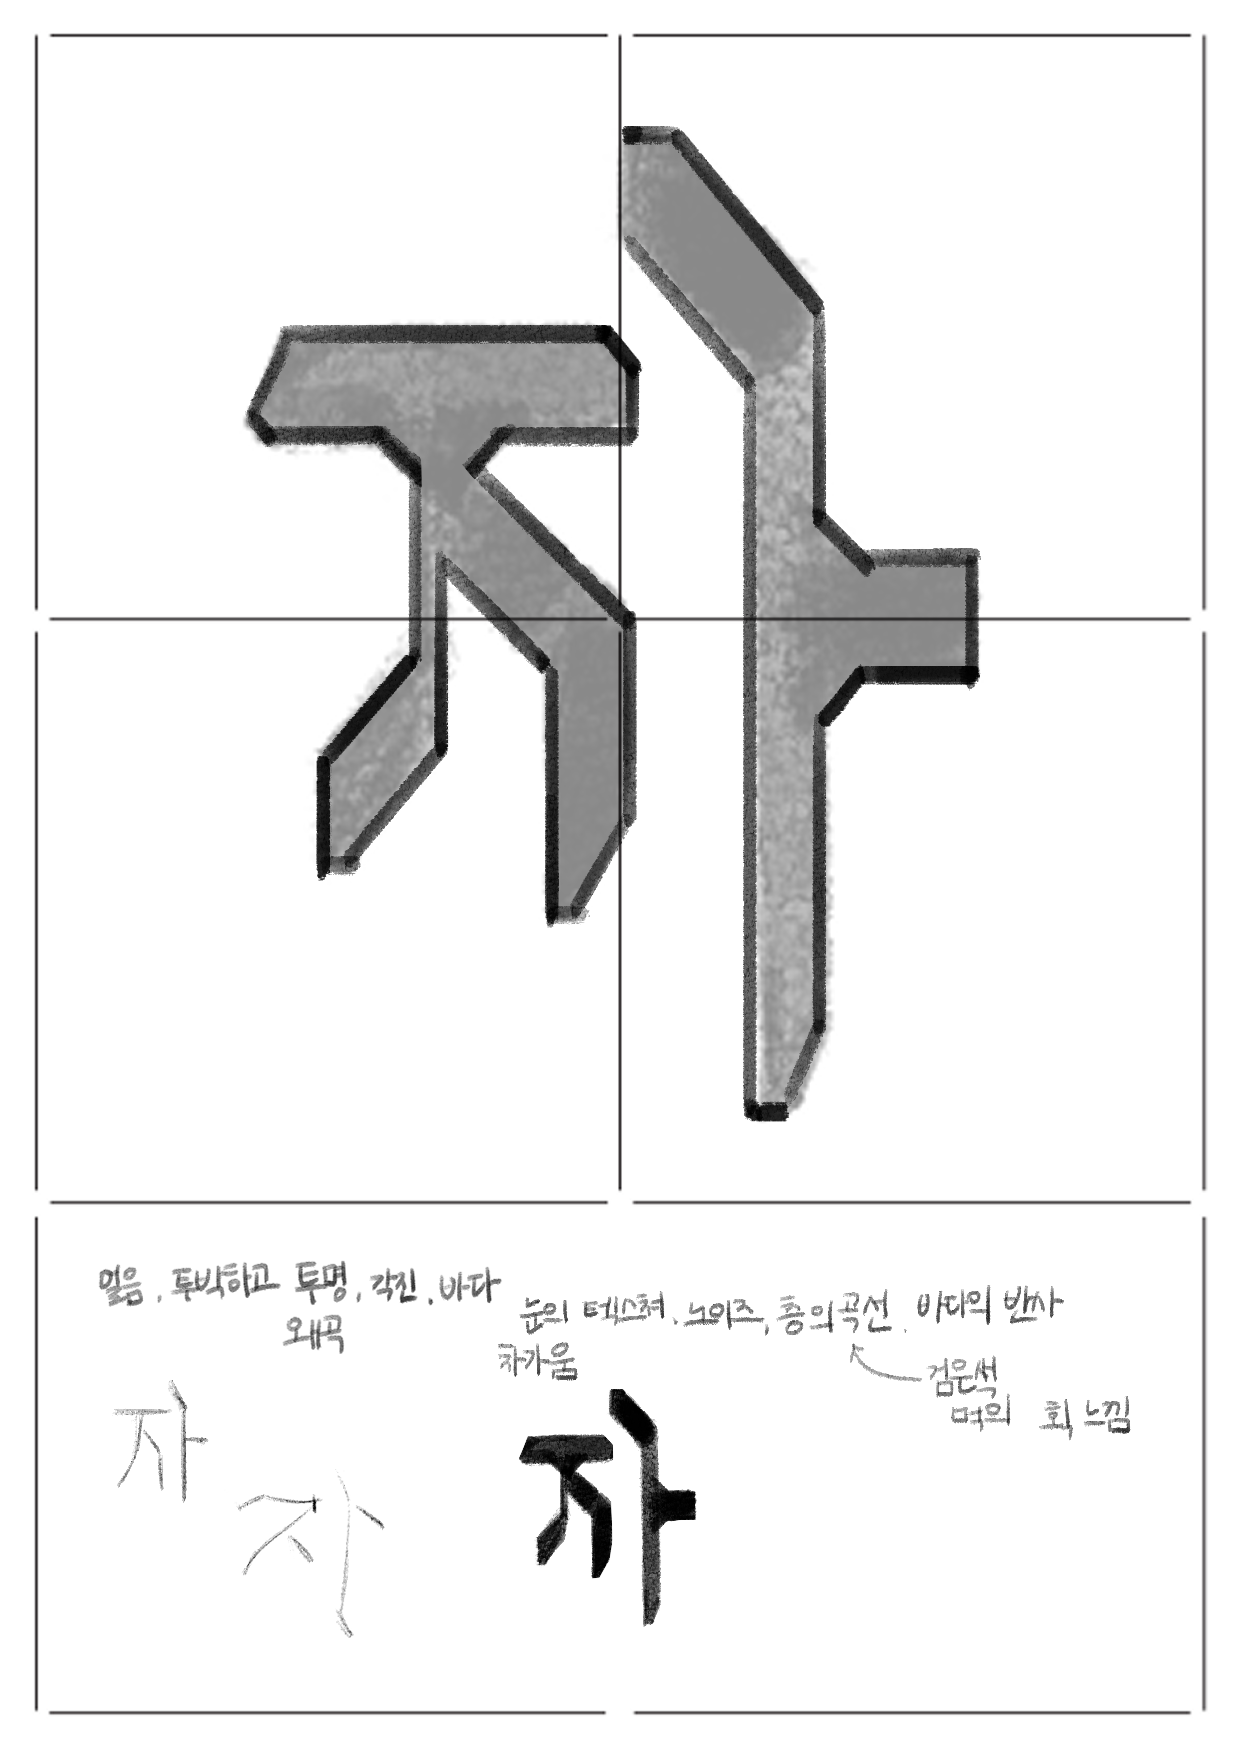 자
얼음, 투박하고 투명, 각진, 바다
왜곡
눈의 텍스쳐, 노이즈, 층의 곡선, 바다의 반사
차가움
검은색
먹의 획 느낌
자
자
자